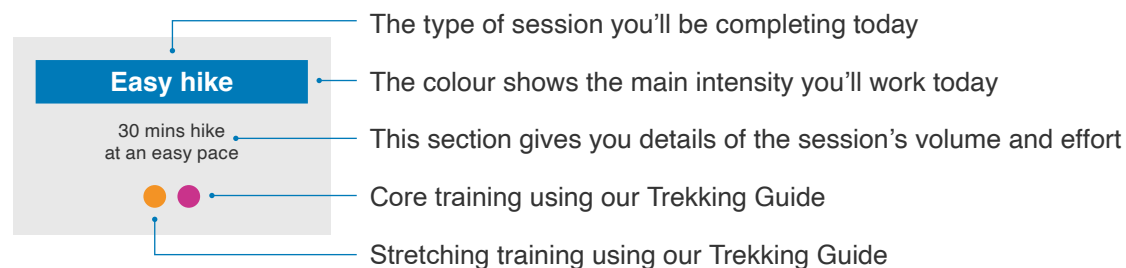 The type of session you’ll be completing today
Easy hike
The colour shows the main intensity you’ll work today
30 mins hike
at an easy pace
This section gives you details of the session’s volume and effort
Core training using our Trekking Guide
Stretching training using our Trekking Guide